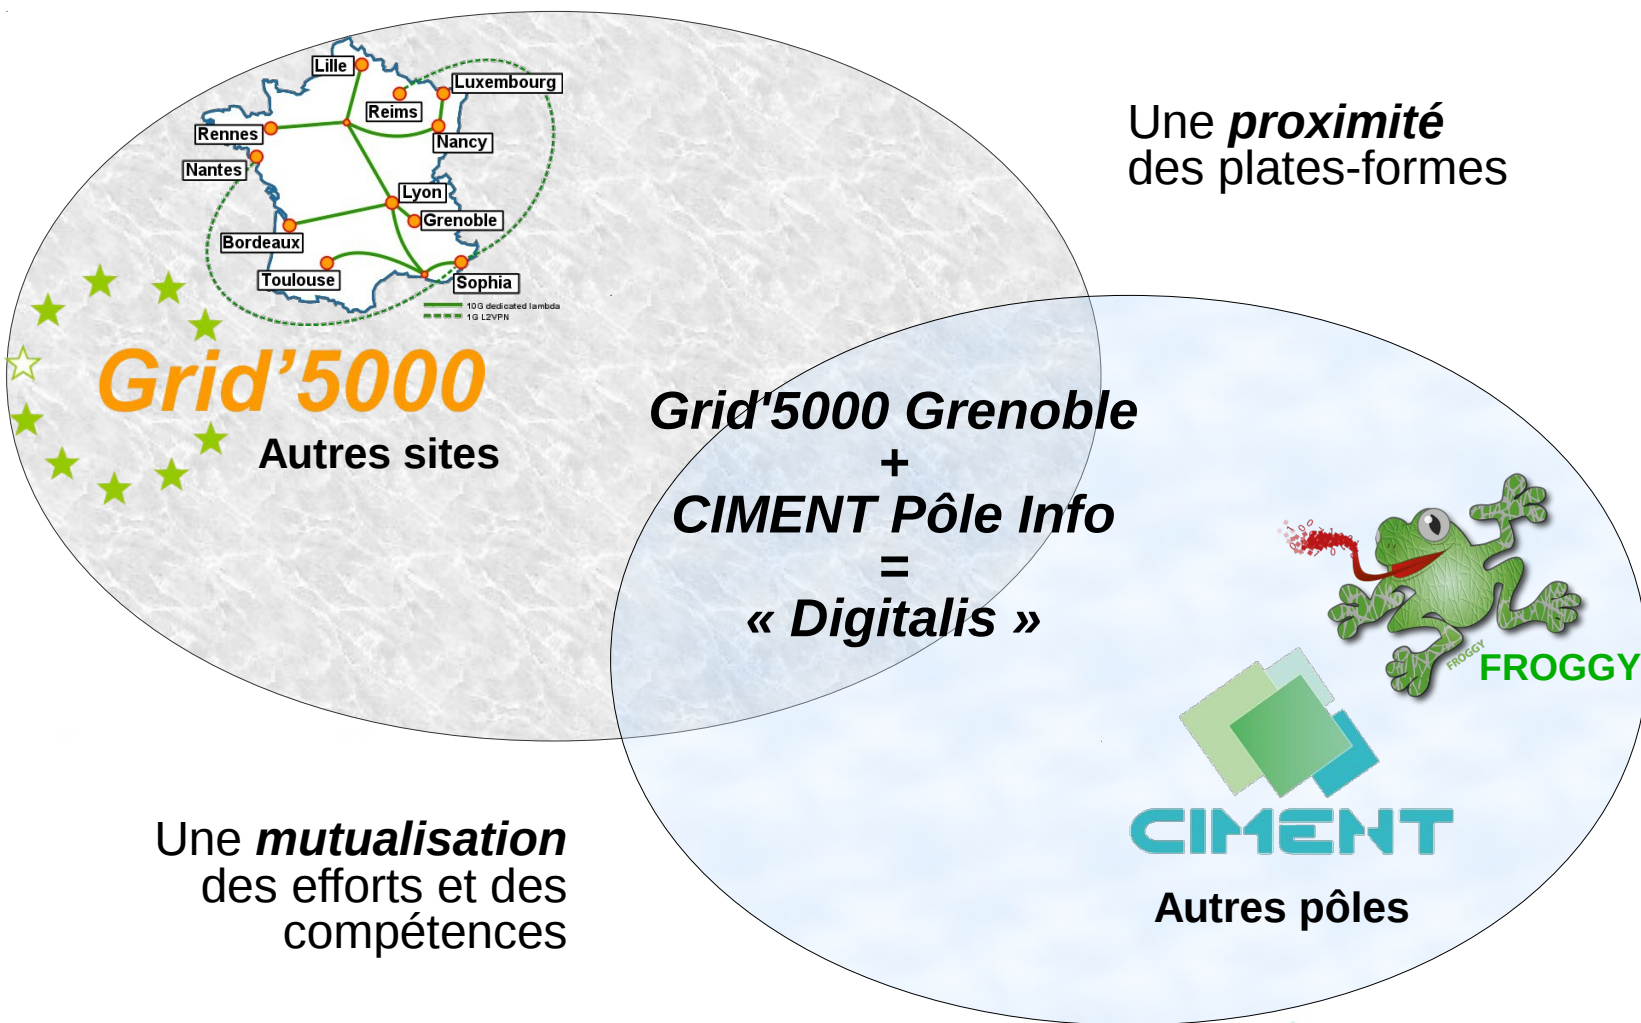 Lille
Luxembourg
Reims
Rennes
Nancy
Nantes
Lyon
Grenoble
Bordeaux
Toulouse
Sophia
10G dedicated lambda
1G L2VPN
Grid’5000
Autres sites
Une proximité
des plates-formes
Grid'5000 Grenoble
+
CIMENT Pôle Info
=
« Digitalis »
FROGGY
FROGGY
CIMENT
Autres pôles
Une mutualisation
des efforts et des
compétences